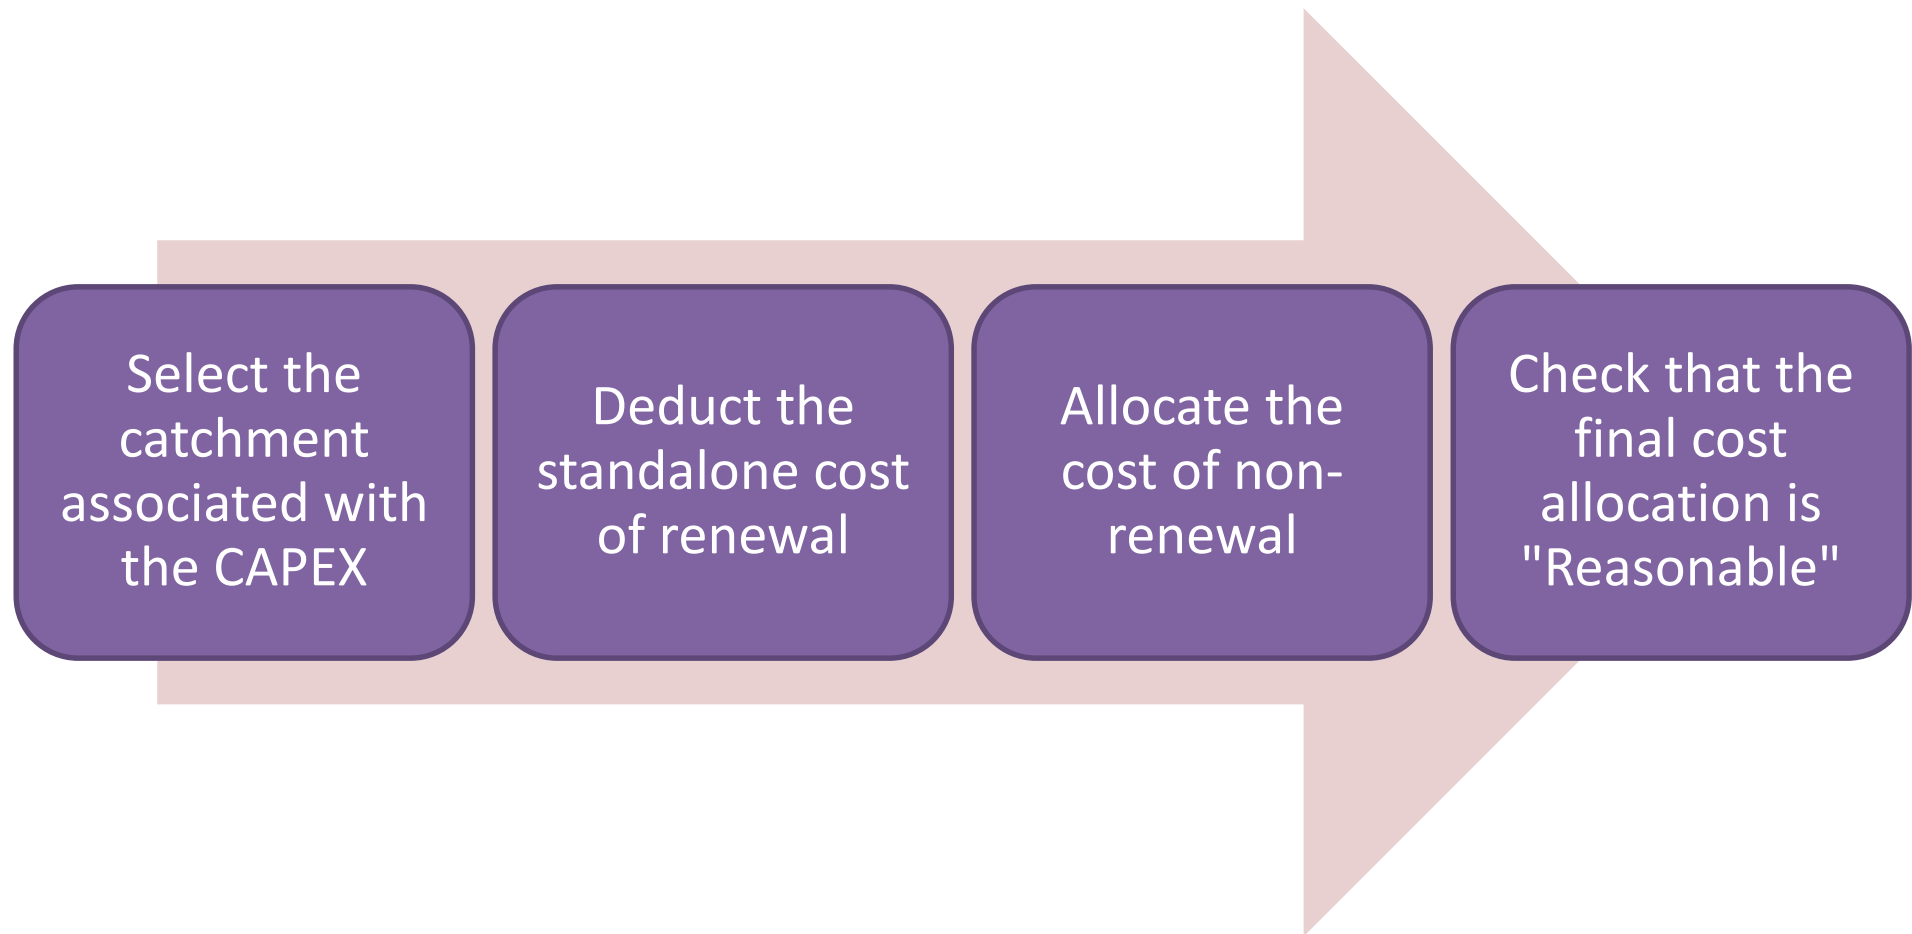 Select the
catchment
associated with
the CAPEX
Deduct the
standalone cost
of renewal
Allocate the
cost of non-
renewal
Check that the
final cost
allocation is
"Reasonable"